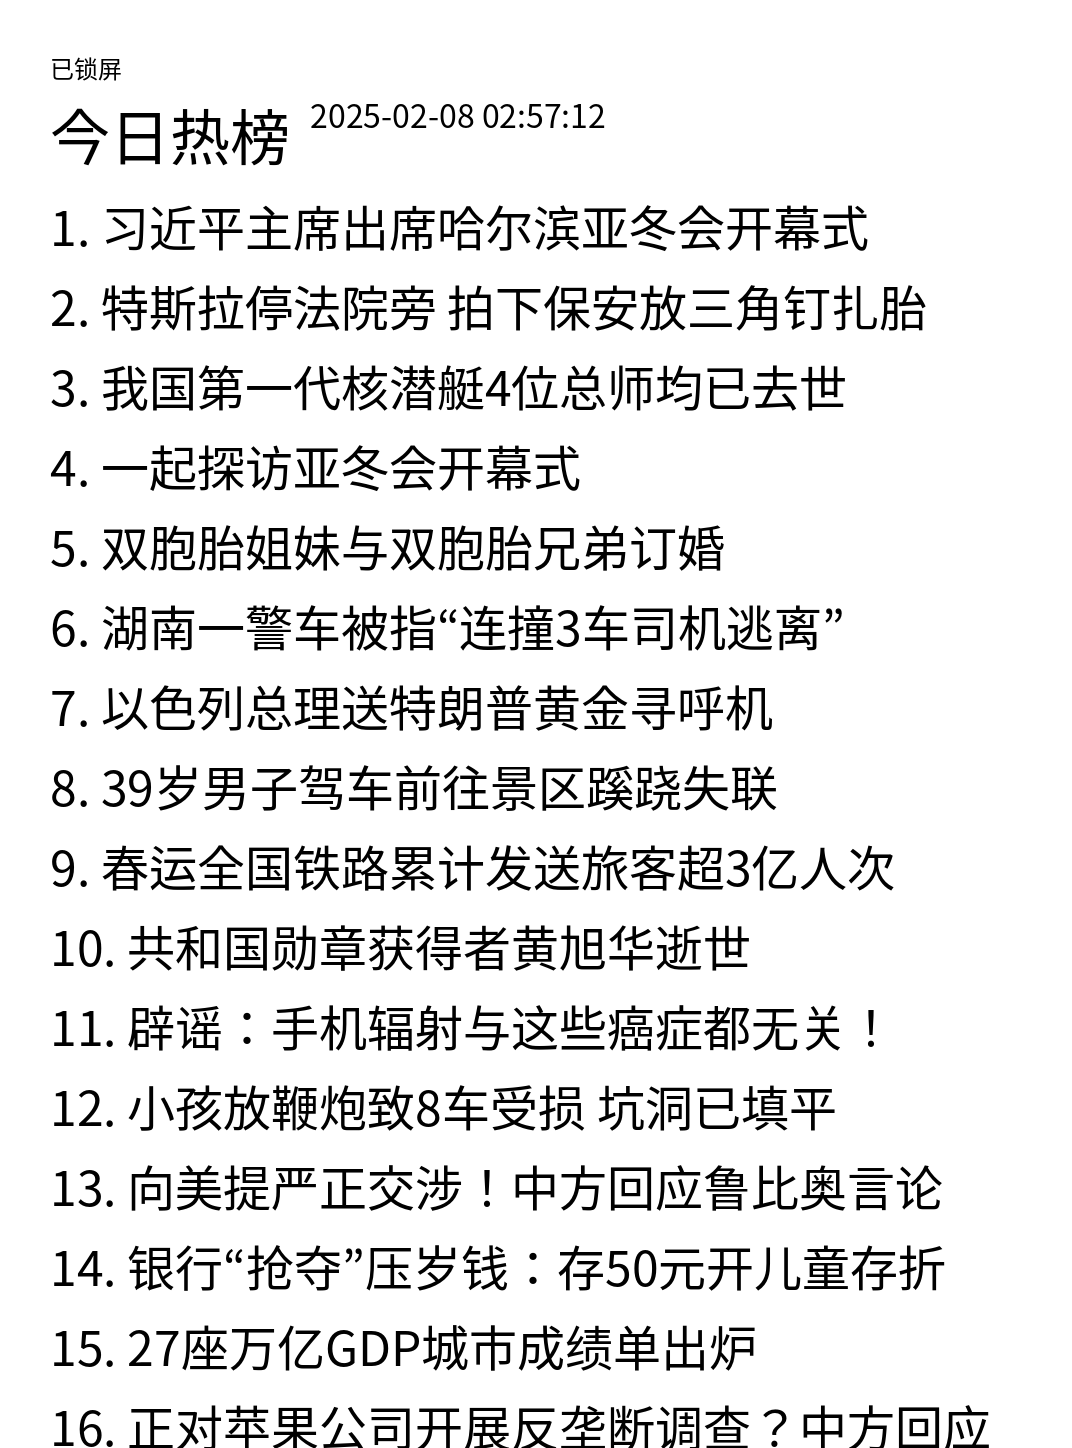 已锁屏
今日热榜 2025-02-08 02:57:12
1. 习近平主席出席哈尔滨亚冬会开幕式
2. 特斯拉停法院旁 拍下保安放三角钉扎胎
3. 我国第一代核潜艇4位总师均已去世
4. 一起探访亚冬会开幕式
5. 双胞胎姐妹与双胞胎兄弟订婚
6. 湖南一警车被指“连撞3车司机逃离”
7. 以色列总理送特朗普黄金寻呼机
8. 39岁男子驾车前往景区蹊跷失联
9. 春运全国铁路累计发送旅客超3亿人次
10. 共和国勋章获得者黄旭华逝世
11. 辟谣：手机辐射与这些癌症都无关！
12. 小孩放鞭炮致8车受损 坑洞已填平
13. 向美提严正交涉！中方回应鲁比奥言论
14. 银行“抢夺”压岁钱：存50元开儿童存折
15. 27座万亿GDP城市成绩单出炉
16. 正对苹果公司开展反垄断调查？中方回应